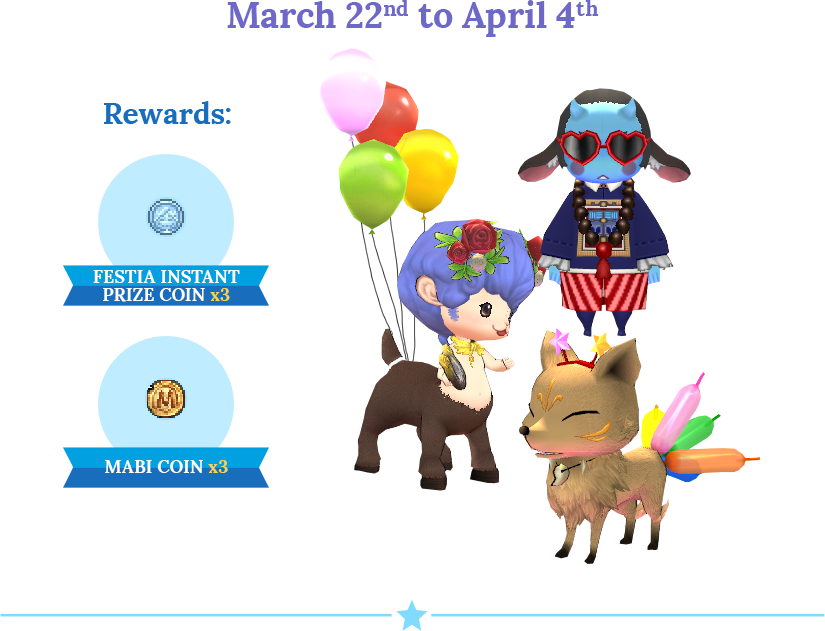 March 22nd to April 4th
Rewards:
FESTIA INSTANT
PRIZE COIN x3
M
MABI COIN x3